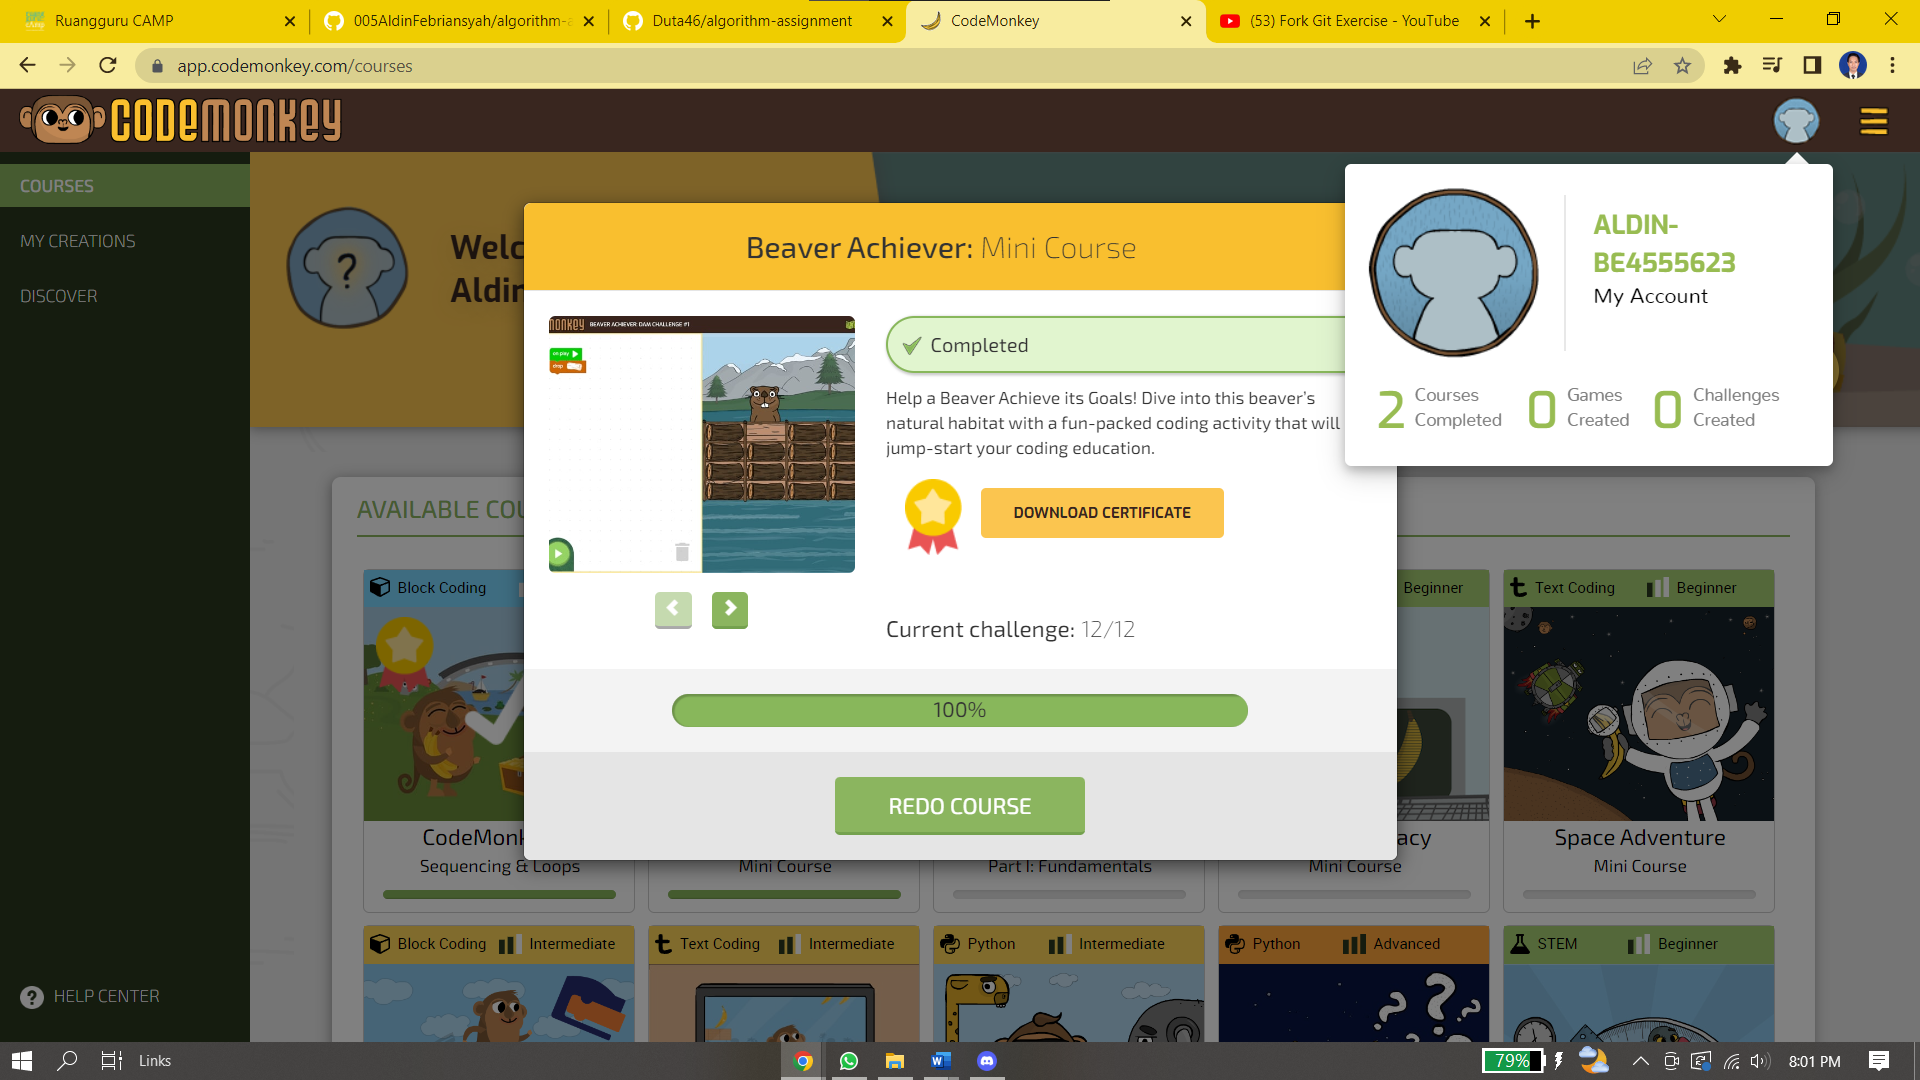 Ruangguru CAMP
005AldinFebriansyah/algorithm-a
Duta46/algorithm-assignment
CodeMonkey
(53) Fork Git Exercise - YouTube
app.codemonkey.com/courses
CODEMONKEY
COURSES
MY CREATIONS
DISCOVER
HELP CENTER
Welc
Aldin
Beaver Achiever: Mini Course
MONKEY BEAVER ACHIEVER: DAM CHALLENGE #1
on play
drop
Completed
Help a Beaver Achieve its Goals! Dive into this beaver's
natural habitat with a fun-packed coding activity that will
jump-start your coding education.
DOWNLOAD CERTIFICATE
Current challenge: 12/12
100%
REDO COURSE
ALDIN-
BE4555623
My Account
2 Courses Completed
0 Games Created
0 Challenges Created
AVAILABLE COU
Block Coding
Beginner
Text Coding Beginner
CodeMonk
Sequencing & Loops
Mini Course
Part I: Fundamentals
acy
Mini Course
Space Adventure
Mini Course
Block Coding Intermediate
Text Coding Intermediate
Python Intermediate
Python Advanced
STEM Beginner
Links
79%
8:01 PM